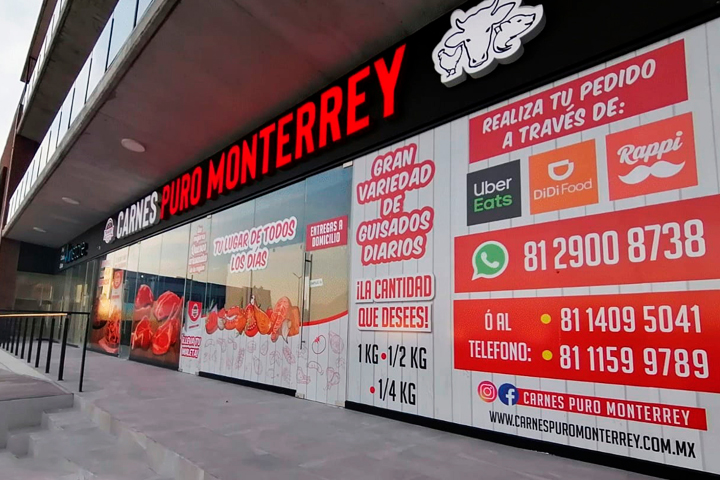 CARNES PURO MONTERREY
TU LUGAR DE TODOS
LOS DÍAS
ENTREGAS A
DOMICILIO
GRAN
VARIEDAD
DE
GUISADOS
DIARIOS
¡LA CANTIDAD
QUE DESEES!
1 KG • 1/2 KG
• 1/4 KG
REALIZA TU PEDIDO
A TRAVÉS DE:
Uber
Eats
DiDi Food
Rappi
81 2900 8738
Ó AL
TELEFONO:
81 1409 5041
81 1159 9789
CARNES PURO MONTERREY
WWW.CARNESPUROMONTERREY.COM.MX